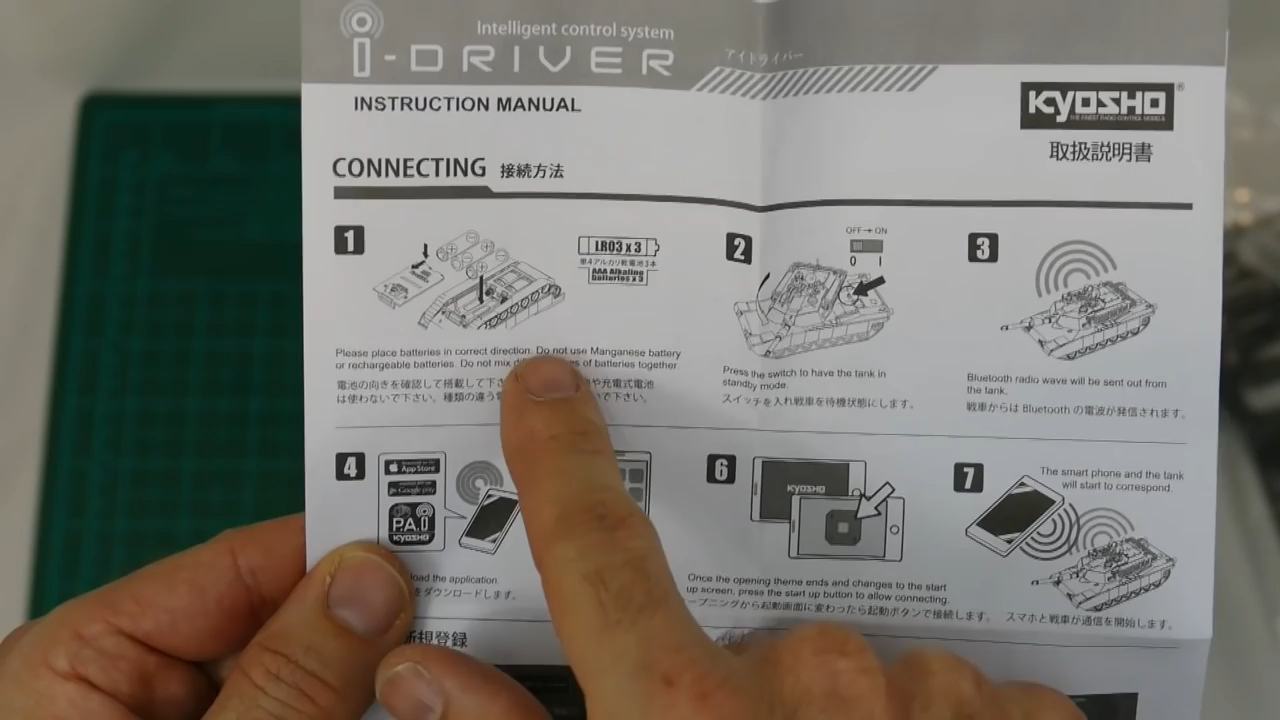 Intelligent control system
i-DRIVER
アイドライバー
INSTRUCTION MANUAL
KYOSHO®
THE FINEST RADIO CONTROL MODELS
取扱説明書
CONNECTING 接続方法
1
LR03 x 3
単4アルカリ乾電池3本
AAA Alkaline
batteries x 3
Please place batteries in correct direction. Do not use Manganese battery
or rechargeable batteries. Do not mix of batteries together.
電池の向きを確認して搭載して下さ や充電式電池
は使わないで下さい。種類の違う で下さい。
2
OFF→ON
0 1
Press the switch to have the tank in
standby mode.
スイッチを入れ戦車を待機状態にします。
3
Bluetooth radio wave will be sent out from
the tank.
戦車からは Bluetooth の電波が発信されます。
4
App Store
Google play
P.A.i
KYOSHO
load the application.
をダウンロードします。
6
KYOSHO
Once the opening theme ends and changes to the start
up screen, press the start up button to allow connecting.
ープニングから起動画面に変わったら起動ボタンで接続します。
7
The smart phone and the tank
will start to correspond.
スマホと戦車が通信を開始します。
新規登録